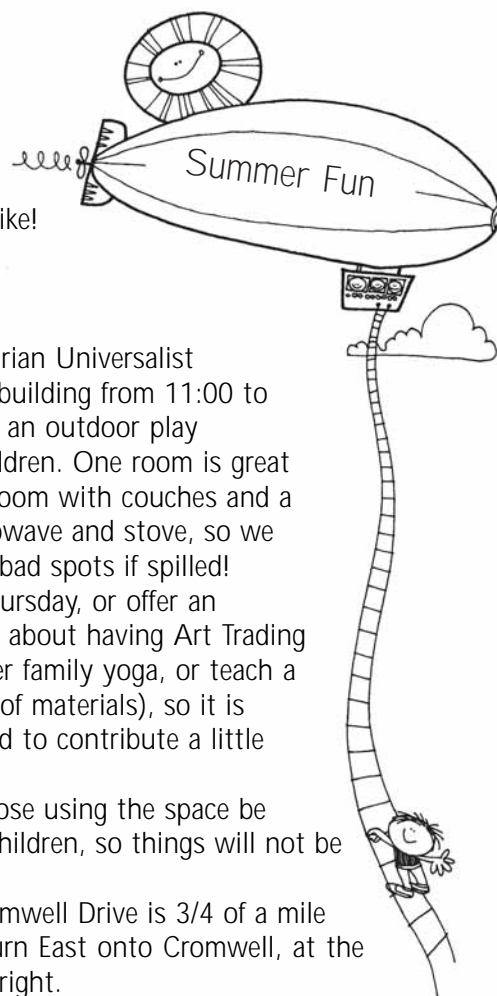 Summer Fun
ike!
rian Universalist
building from 11:00 to
an outdoor play
ldren. One room is great
oom with couches and a
owave and stove, so we
bad spots if spilled!
ursday, or offer an
about having Art Trading
er family yoga, or teach a
of materials), so it is
d to contribute a little
ose using the space be
hildren, so things will not be
mwell Drive is 3/4 of a mile
urn East onto Cromwell, at the
right.